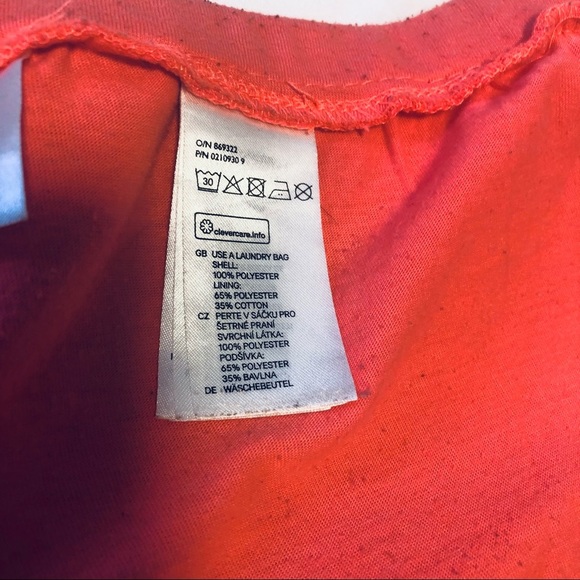 O/N 869322
P/N 0210930 9
30
clevercare.info
GB USE A LAUNDRY BAG
SHELL:
100% POLYESTER
LINING:
65% POLYESTER
35% COTTON
CZ PERTE V SÁČKU PRO
ŠETRNÉ PRANÍ
SVRCHNÍ LÁTKA:
100% POLYESTER
PODŠÍVKA:
65% POLYESTER
35% BAVLNA
DE WÄSCHEBEUTEL